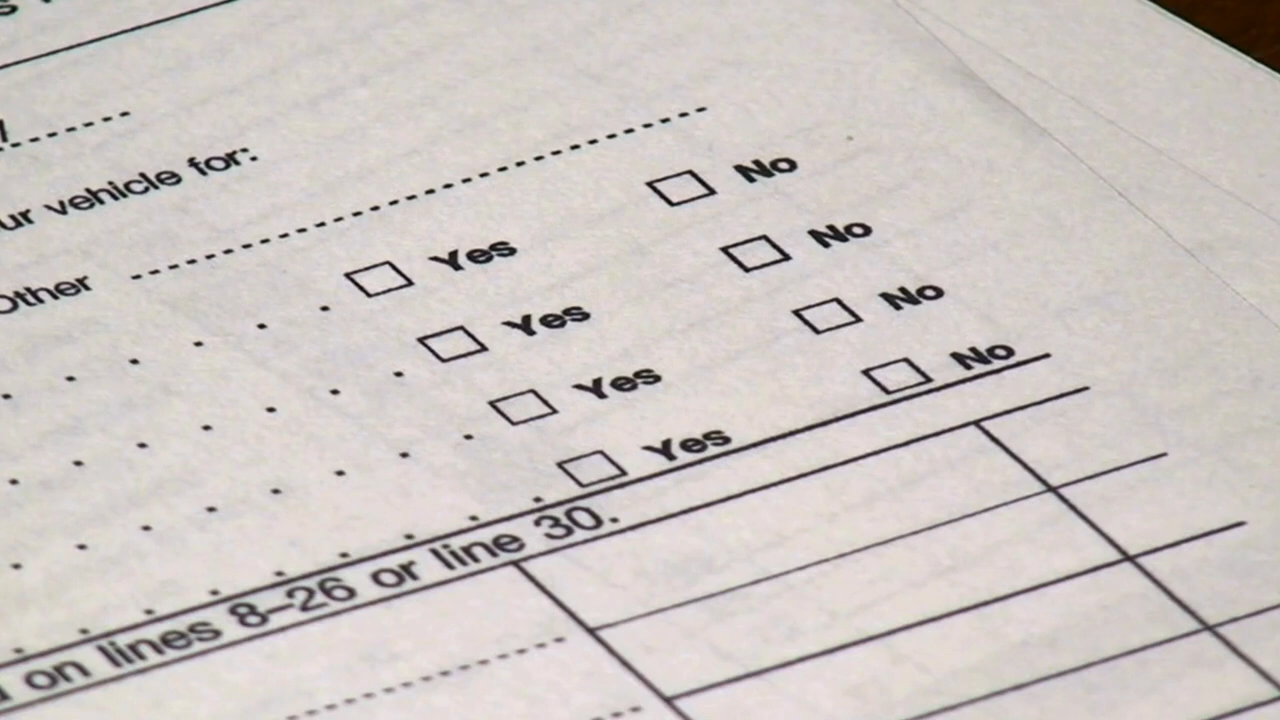 ur vehicle for:
Other
Yes No
Yes No
Yes No
Yes No
on lines 8–26 or line 30.